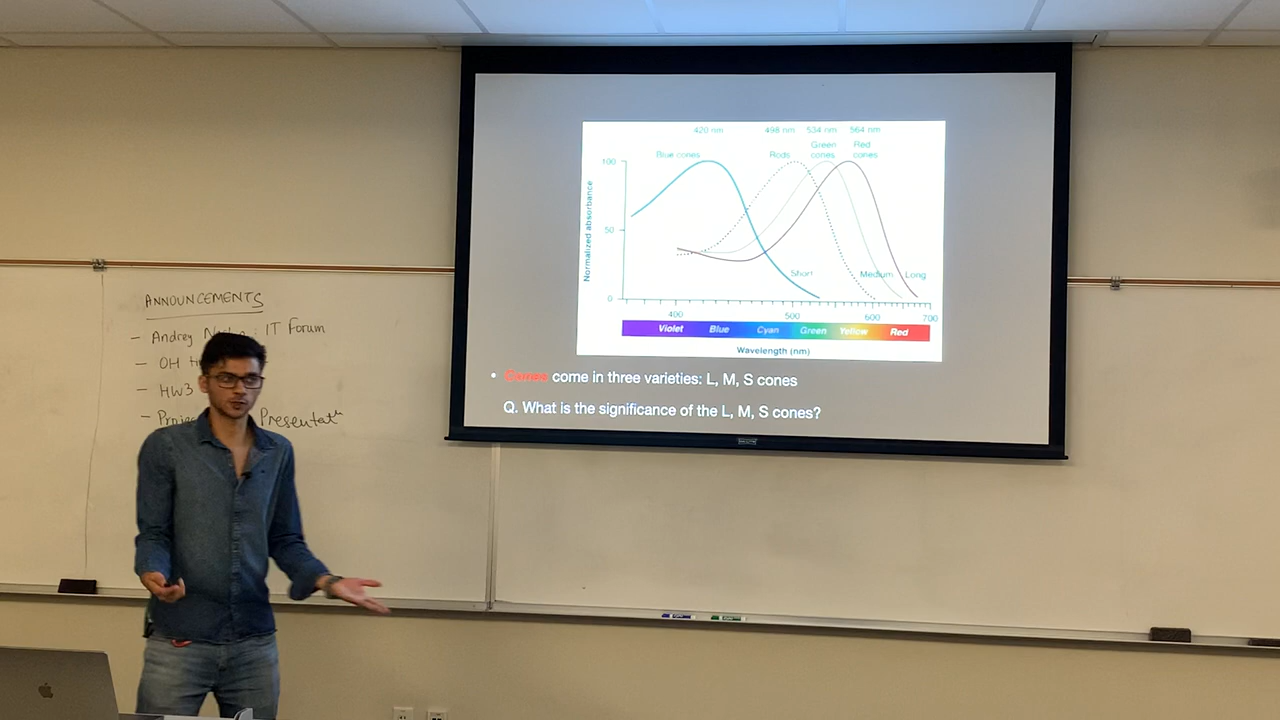 420 nm 498 nm 534 nm 564 nm
Blue cones Rods Green cones Red cones
100
50
0
Normalized absorbance
Short Medium Long
400 500 600 700
Violet Blue Cyan Green Yellow Red
Wavelength (nm)
• Cones come in three varieties: L, M, S cones
Q. What is the significance of the L, M, S cones?
ANNOUNCEMENTS
- Andrey : IT Forum
- OH
- HW3
- Presentatn